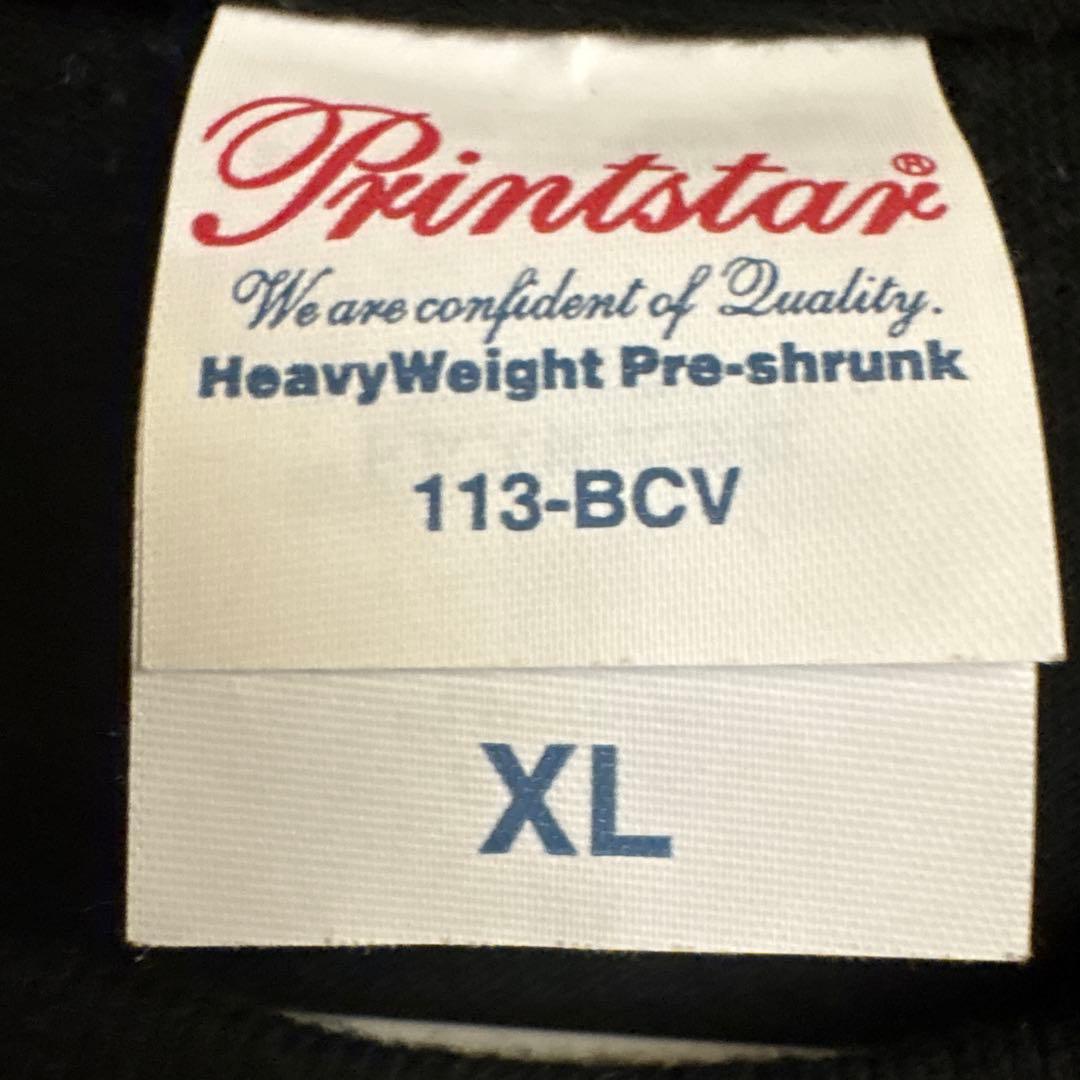 Printstar®
We are confident of Quality.
HeavyWeight Pre-shrunk
113-BCV
XL